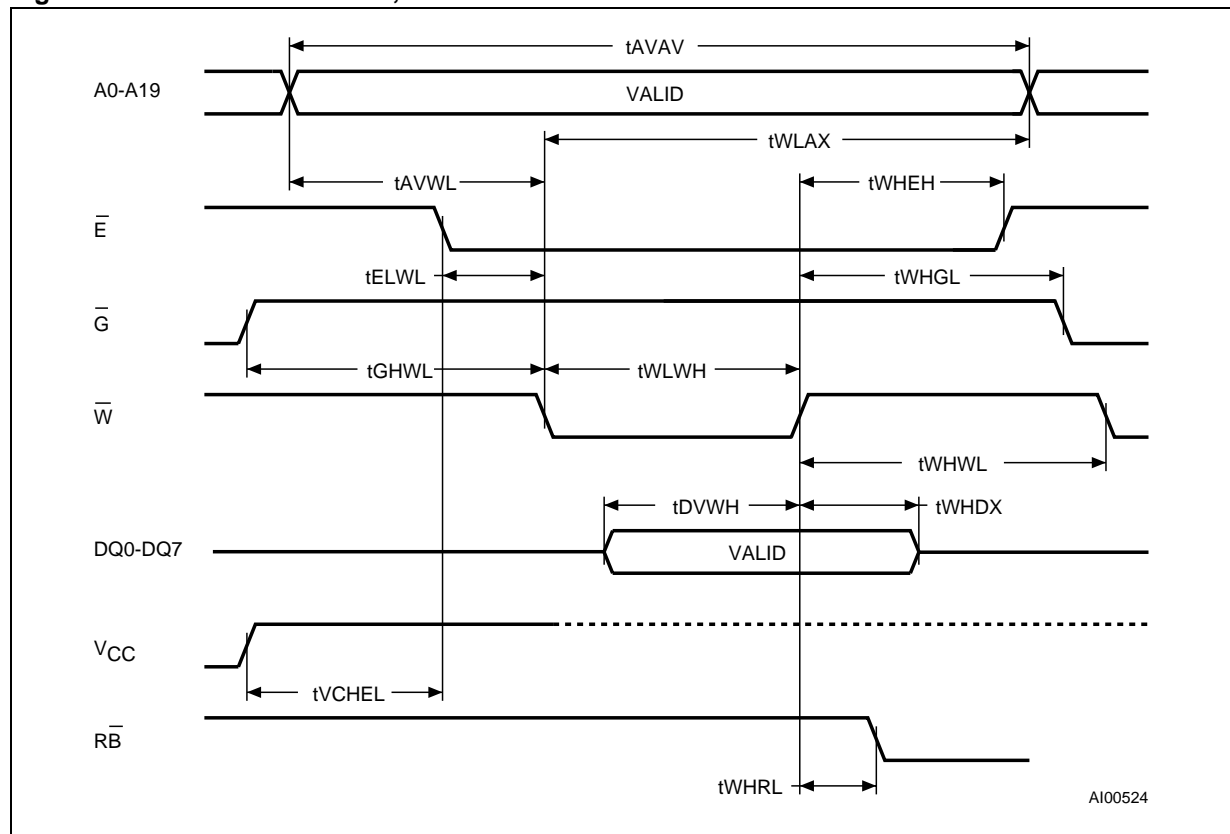 tAVAV
A0-A19
VALID
tWLAX
tAVWL
tWHEH
E̅
tELWL
tWHGL
G̅
tGHWL
tWLWH
W̅
tWHWL
tDVWH
tWHDX
DQ0-DQ7
VALID
VCC
tVCHEL
RB̅
tWHRL
AI00524